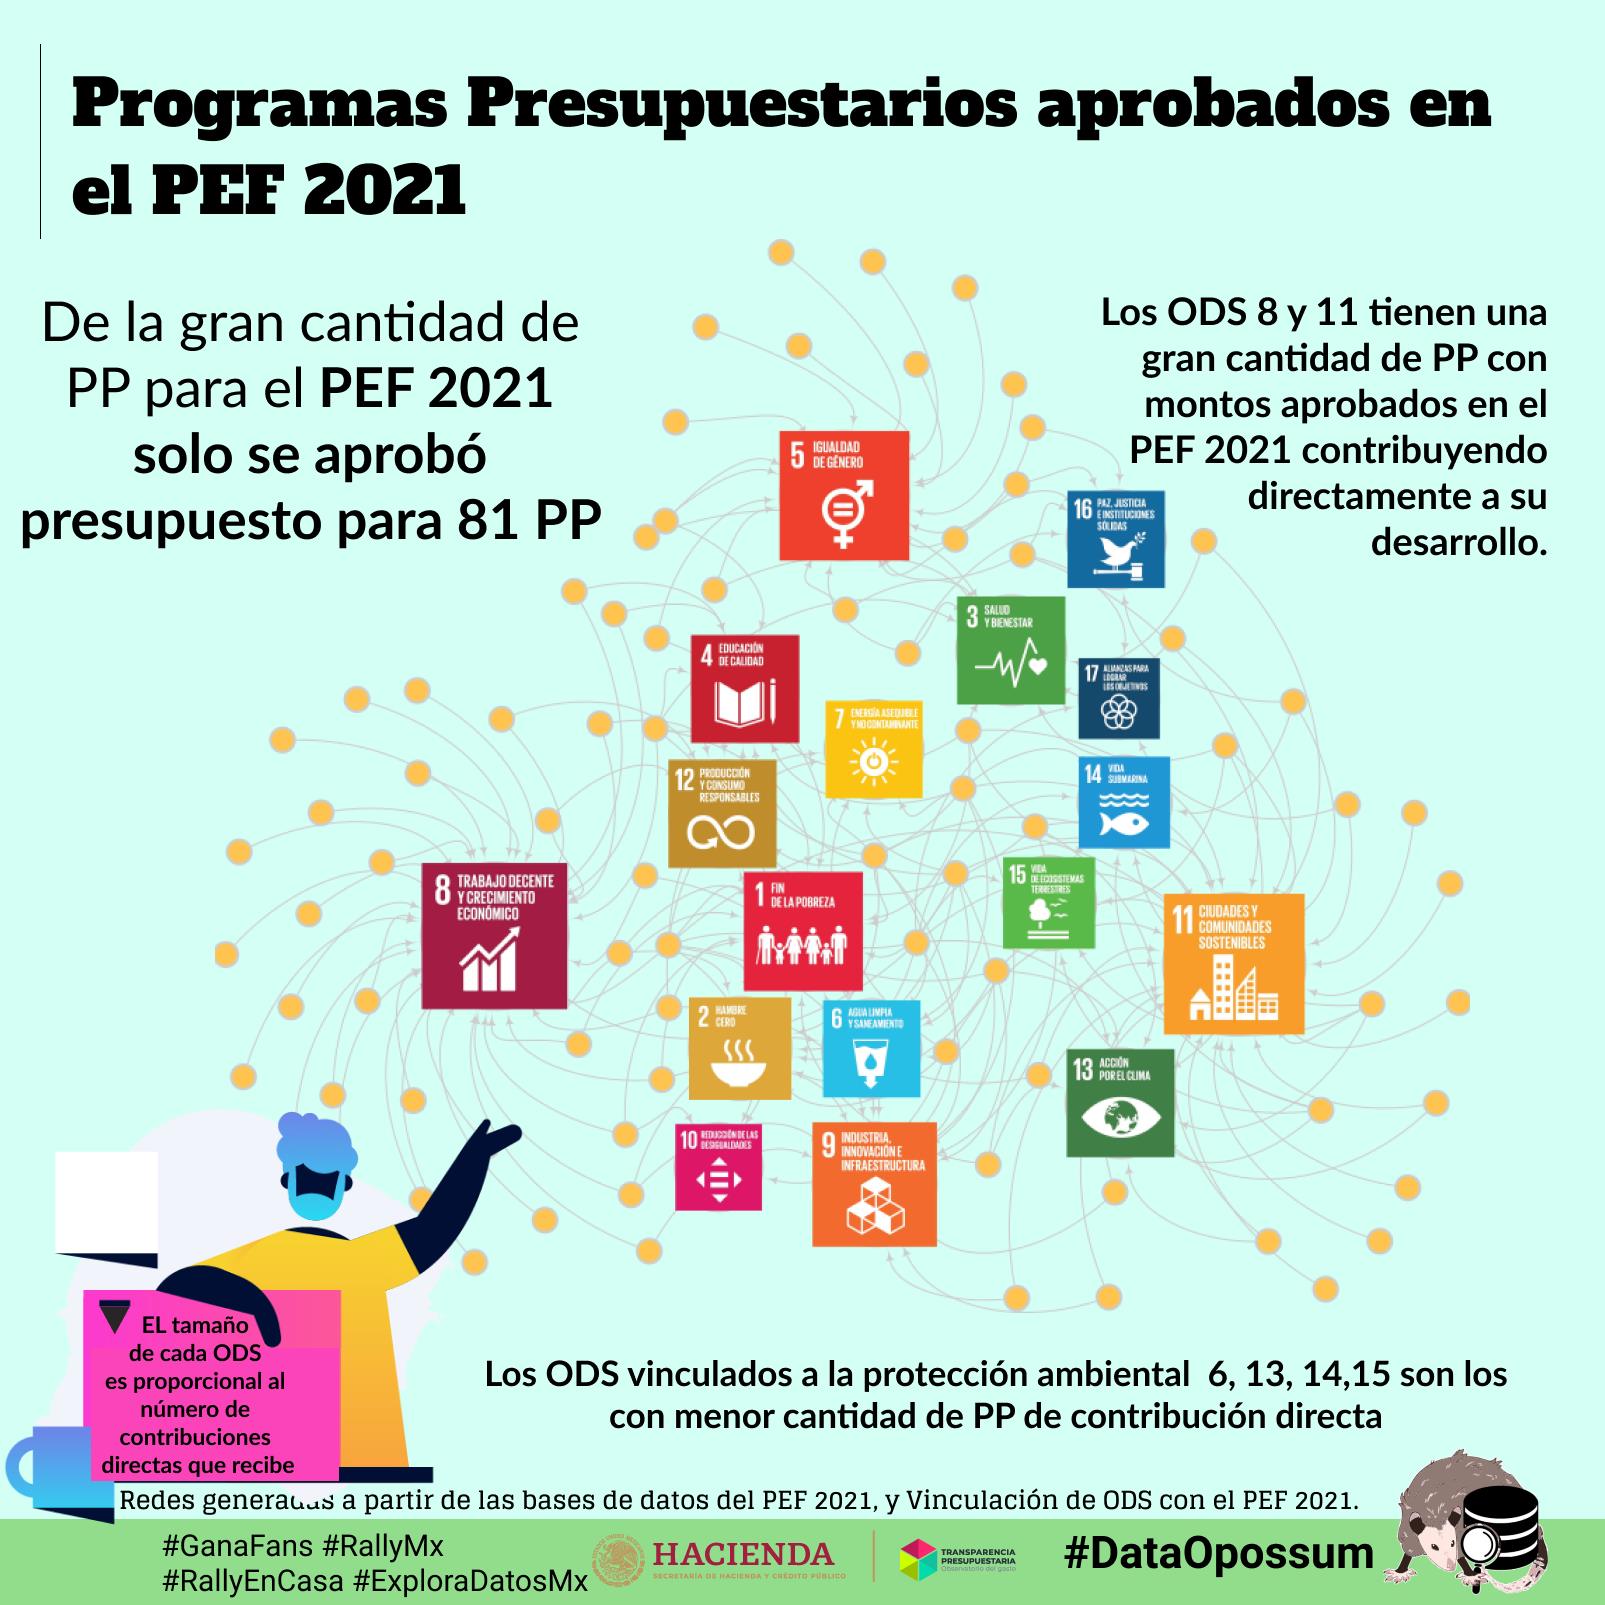 Programas Presupuestarios aprobados en
el PEF 2021
De la gran cantidad de
PP para el PEF 2021
solo se aprobó
presupuesto para 81 PP
Los ODS 8 y 11 tienen una
gran cantidad de PP con
montos aprobados en el
PEF 2021 contribuyendo
directamente a su
desarrollo.
5 IGUALDAD
DE GÉNERO
16 PAZ, JUSTICIA
E INSTITUCIONES
SÓLIDAS
3 SALUD
Y BIENESTAR
4 EDUCACIÓN
DE CALIDAD
17 ALIANZAS PARA
LOGRAR
LOS OBJETIVOS
7 ENERGÍA ASEQUIBLE
Y NO CONTAMINANTE
12 PRODUCCIÓN
Y CONSUMO
RESPONSABLES
14 VIDA
SUBMARINA
8 TRABAJO DECENTE
Y CRECIMIENTO
ECONÓMICO
1 FIN
DE LA POBREZA
15 VIDA
DE ECOSISTEMAS
TERRESTRES
11 CIUDADES Y
COMUNIDADES
SOSTENIBLES
2 HAMBRE
CERO
6 AGUA LIMPIA
Y SANEAMIENTO
13 ACCIÓN
POR EL CLIMA
10 REDUCCIÓN DE LAS
DESIGUALDADES
9 INDUSTRIA,
INNOVACIÓN E
INFRAESTRUCTURA
EL tamaño
de cada ODS
es proporcional al
número de
contribuciones
directas que recibe
Los ODS vinculados a la protección ambiental 6, 13, 14,15 son los
con menor cantidad de PP de contribución directa
Redes generadas a partir de las bases de datos del PEF 2021, y Vinculación de ODS con el PEF 2021.
#GanaFans #RallyMx
#RallyEnCasa #ExploraDatosMx
HACIENDA
SECRETARÍA DE HACIENDA Y CRÉDITO PÚBLICO
TRANSPARENCIA
PRESUPUESTARIA
Observatorio del gasto
#DataOpossum